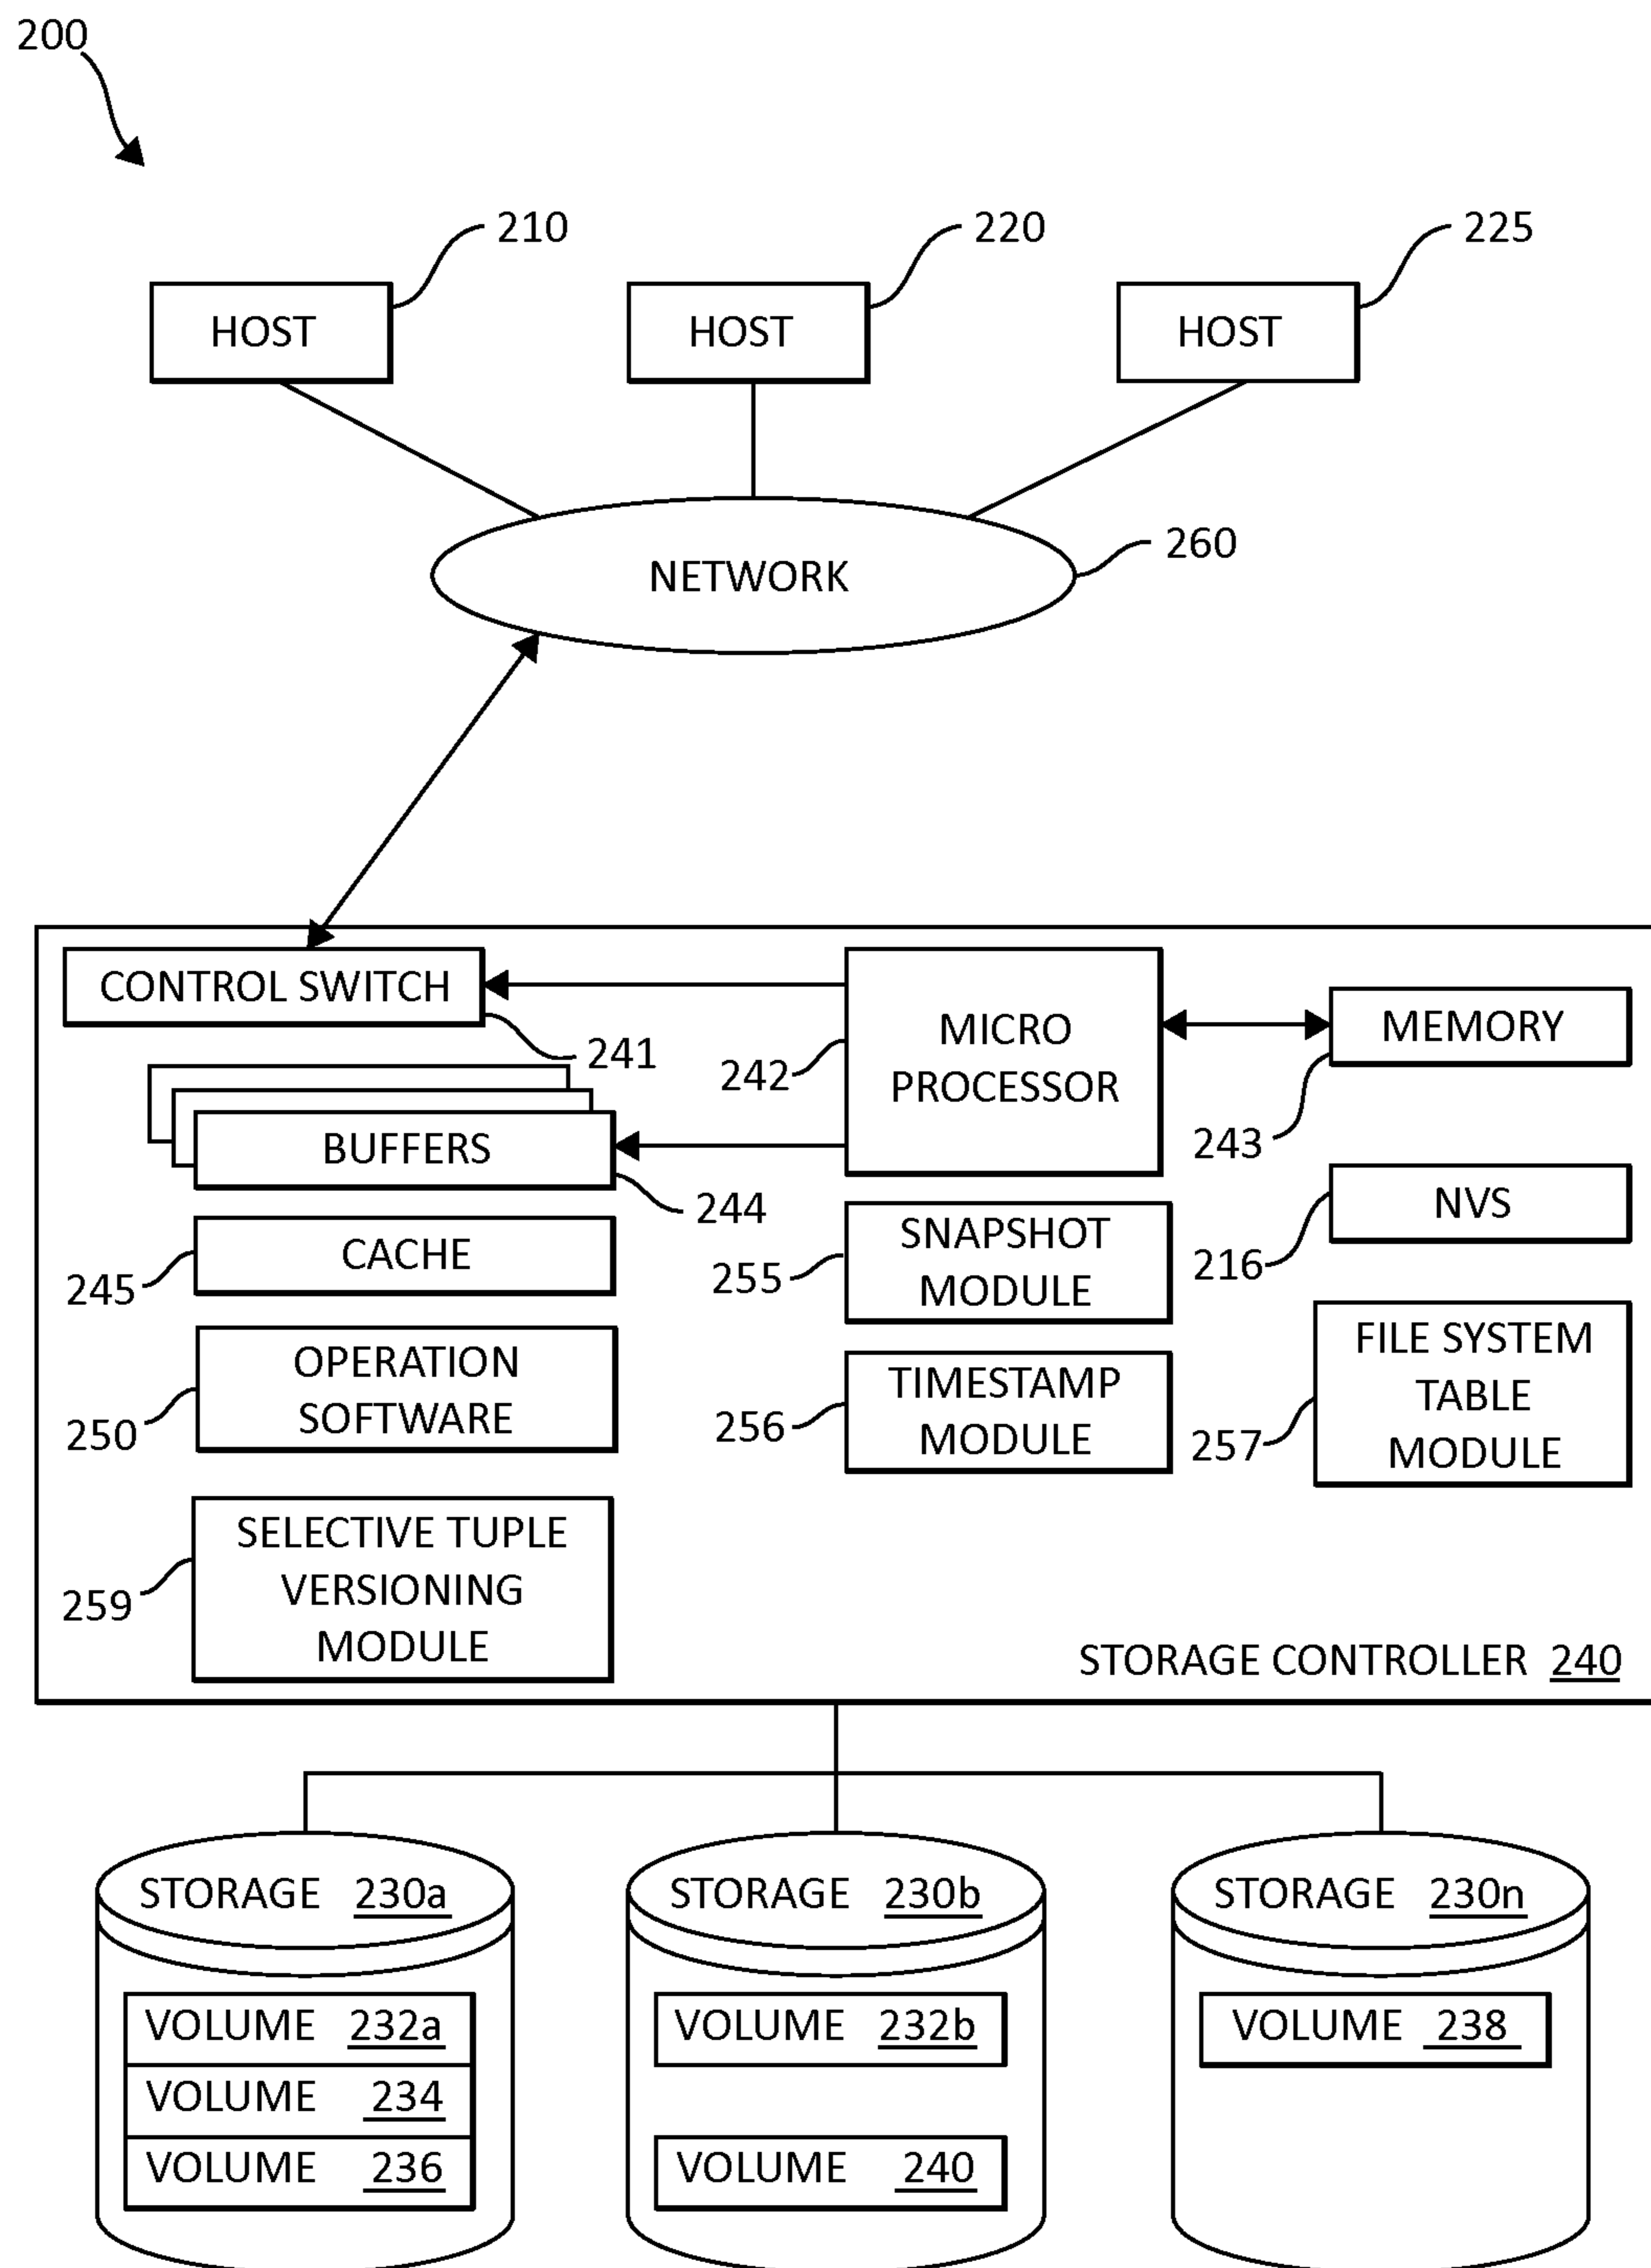 200
210
220
225
HOST
HOST
HOST
260
NETWORK
CONTROL SWITCH
241
242
MICRO
PROCESSOR
MEMORY
243
BUFFERS
244
NVS
216
CACHE
245
255
SNAPSHOT
MODULE
OPERATION
SOFTWARE
250
256
TIMESTAMP
MODULE
FILE SYSTEM
TABLE
MODULE
257
SELECTIVE TUPLE
VERSIONING
MODULE
259
STORAGE CONTROLLER 240
STORAGE 230a
STORAGE 230b
STORAGE 230n
VOLUME 232a
VOLUME 234
VOLUME 236
VOLUME 232b
VOLUME 240
VOLUME 238